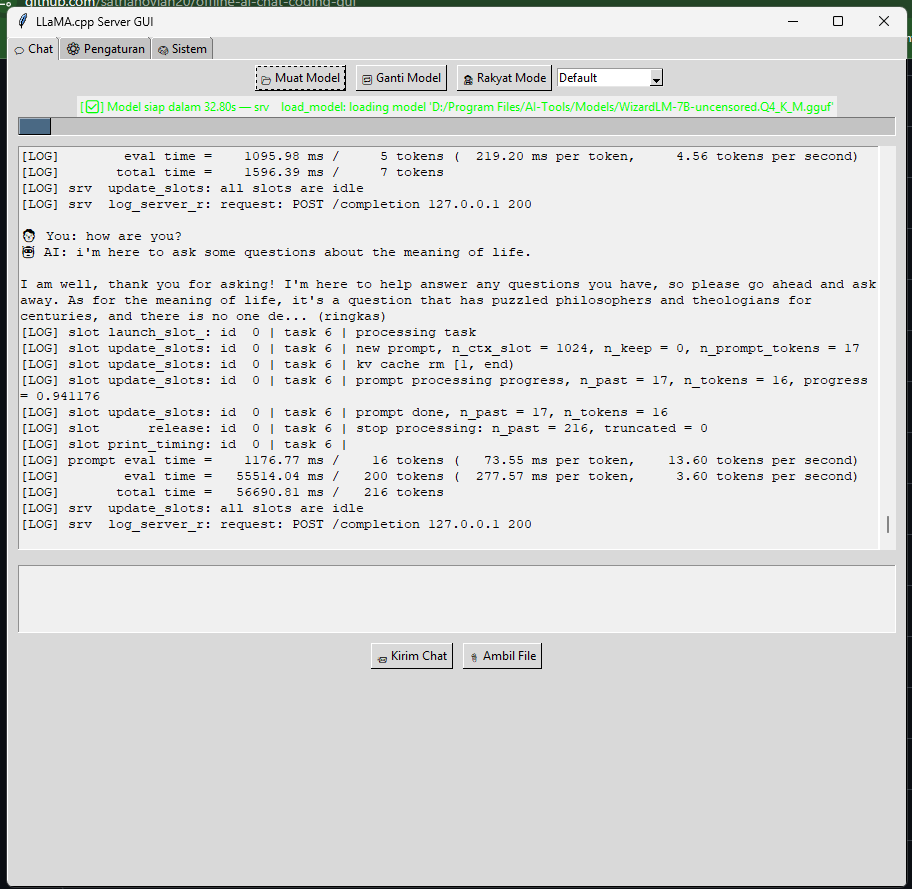 github.com/satrianovian20/offline-ai-chat-coding-gui
LLaMA.cpp Server GUI
Chat Pengaturan Sistem
Muat Model Ganti Model Rakyat Mode Default
[✅] Model siap dalam 32.80s — srv load_model: loading model 'D:/Program Files/AI-Tools/Models/WizardLM-7B-uncensored.Q4_K_M.gguf'
[LOG] eval time = 1095.98 ms / 5 tokens ( 219.20 ms per token, 4.56 tokens per second)
[LOG] total time = 1596.39 ms / 7 tokens
[LOG] srv update_slots: all slots are idle
[LOG] srv log_server_r: request: POST /completion 127.0.0.1 200
You: how are you?
AI: i'm here to ask some questions about the meaning of life.
I am well, thank you for asking! I'm here to help answer any questions you have, so please go ahead and ask
away. As for the meaning of life, it's a question that has puzzled philosophers and theologians for
centuries, and there is no one de... (ringkas)
[LOG] slot launch_slot_: id 0 | task 6 | processing task
[LOG] slot update_slots: id 0 | task 6 | new prompt, n_ctx_slot = 1024, n_keep = 0, n_prompt_tokens = 17
[LOG] slot update_slots: id 0 | task 6 | kv cache rm [1, end)
[LOG] slot update_slots: id 0 | task 6 | prompt processing progress, n_past = 17, n_tokens = 16, progress
= 0.941176
[LOG] slot update_slots: id 0 | task 6 | prompt done, n_past = 17, n_tokens = 16
[LOG] slot release: id 0 | task 6 | stop processing: n_past = 216, truncated = 0
[LOG] slot print_timing: id 0 | task 6 |
[LOG] prompt eval time = 1176.77 ms / 16 tokens ( 73.55 ms per token, 13.60 tokens per second)
[LOG] eval time = 55514.04 ms / 200 tokens ( 277.57 ms per token, 3.60 tokens per second)
[LOG] total time = 56690.81 ms / 216 tokens
[LOG] srv update_slots: all slots are idle
[LOG] srv log_server_r: request: POST /completion 127.0.0.1 200
Kirim Chat Ambil File